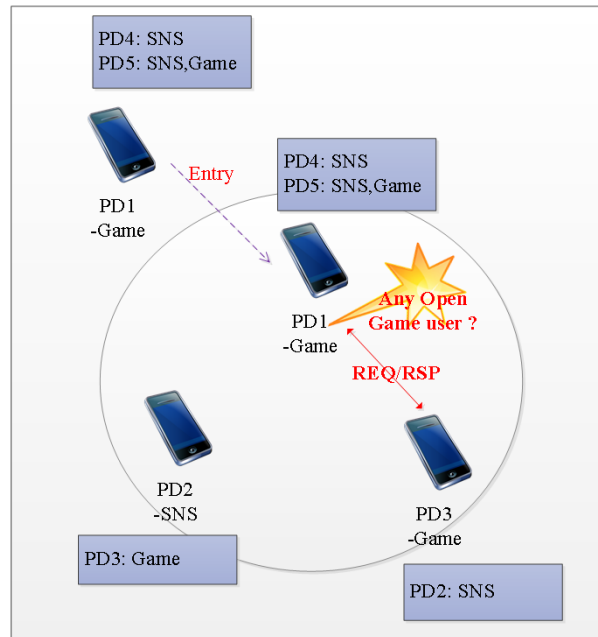 PD4: SNS
PD5: SNS,Game
PD1
-Game
Entry
PD4: SNS
PD5: SNS,Game
PD1
-Game
Any Open
Game user ?
REQ/RSP
PD2
-SNS
PD3: Game
PD3
-Game
PD2: SNS